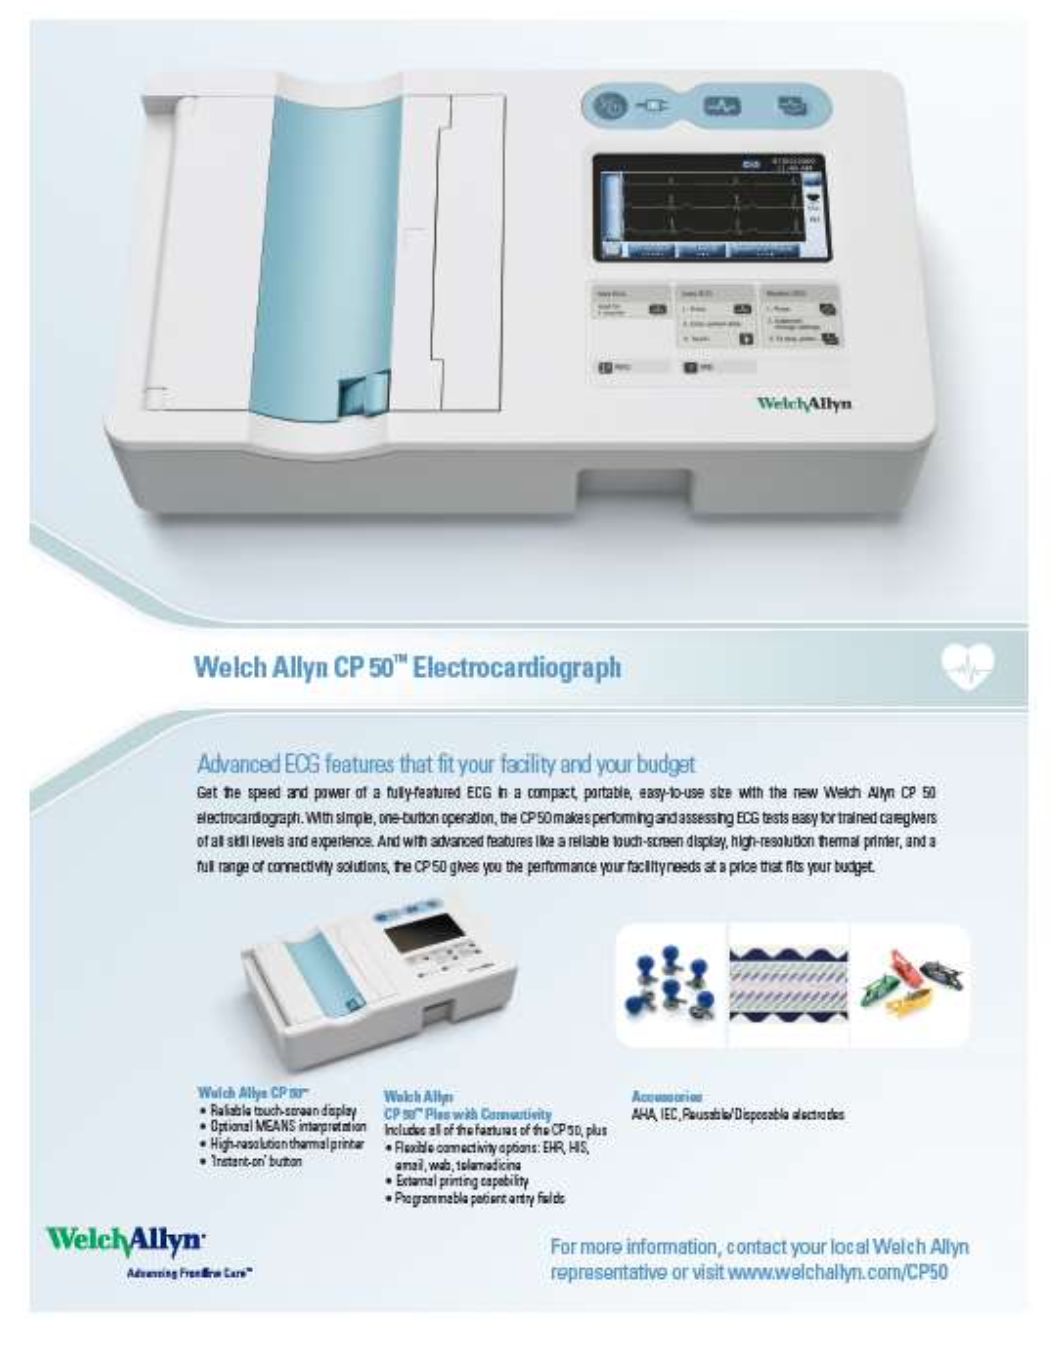 WelchAllyn
Welch Allyn CP 50™ Electrocardiograph
Advanced ECG features that fit your facility and your budget
Get the speed and power of a fully-featured ECG in a compact, portable, easy-to-use size with the new Welch Allyn CP 50
electrocardiograph. With simple, one-button operation, the CP 50 makes performing and assessing ECG tests easy for trained caregivers
of all skill levels and experience. And with advanced features like a reliable touch-screen display, high-resolution thermal printer, and a
full range of connectivity solutions, the CP 50 gives you the performance your facility needs at a price that fits your budget.
Welch Allyn CP 50™
• Reliable touch-screen display
• Optional MEANS interpretation
• High-resolution thermal printer
• 'Instant-on' button
Welch Allyn
CP 50™ Plus with Connectivity
Includes all of the features of the CP 50, plus
• Flexible connectivity options: EHR, HIS,
email, web, telemedicine
• External printing capability
• Programmable patient entry fields
Accessories
AHA, IEC, Reusable/Disposable electrodes
WelchAllyn
Advancing Frontline Care™
For more information, contact your local Welch Allyn
representative or visit www.welchallyn.com/CP50